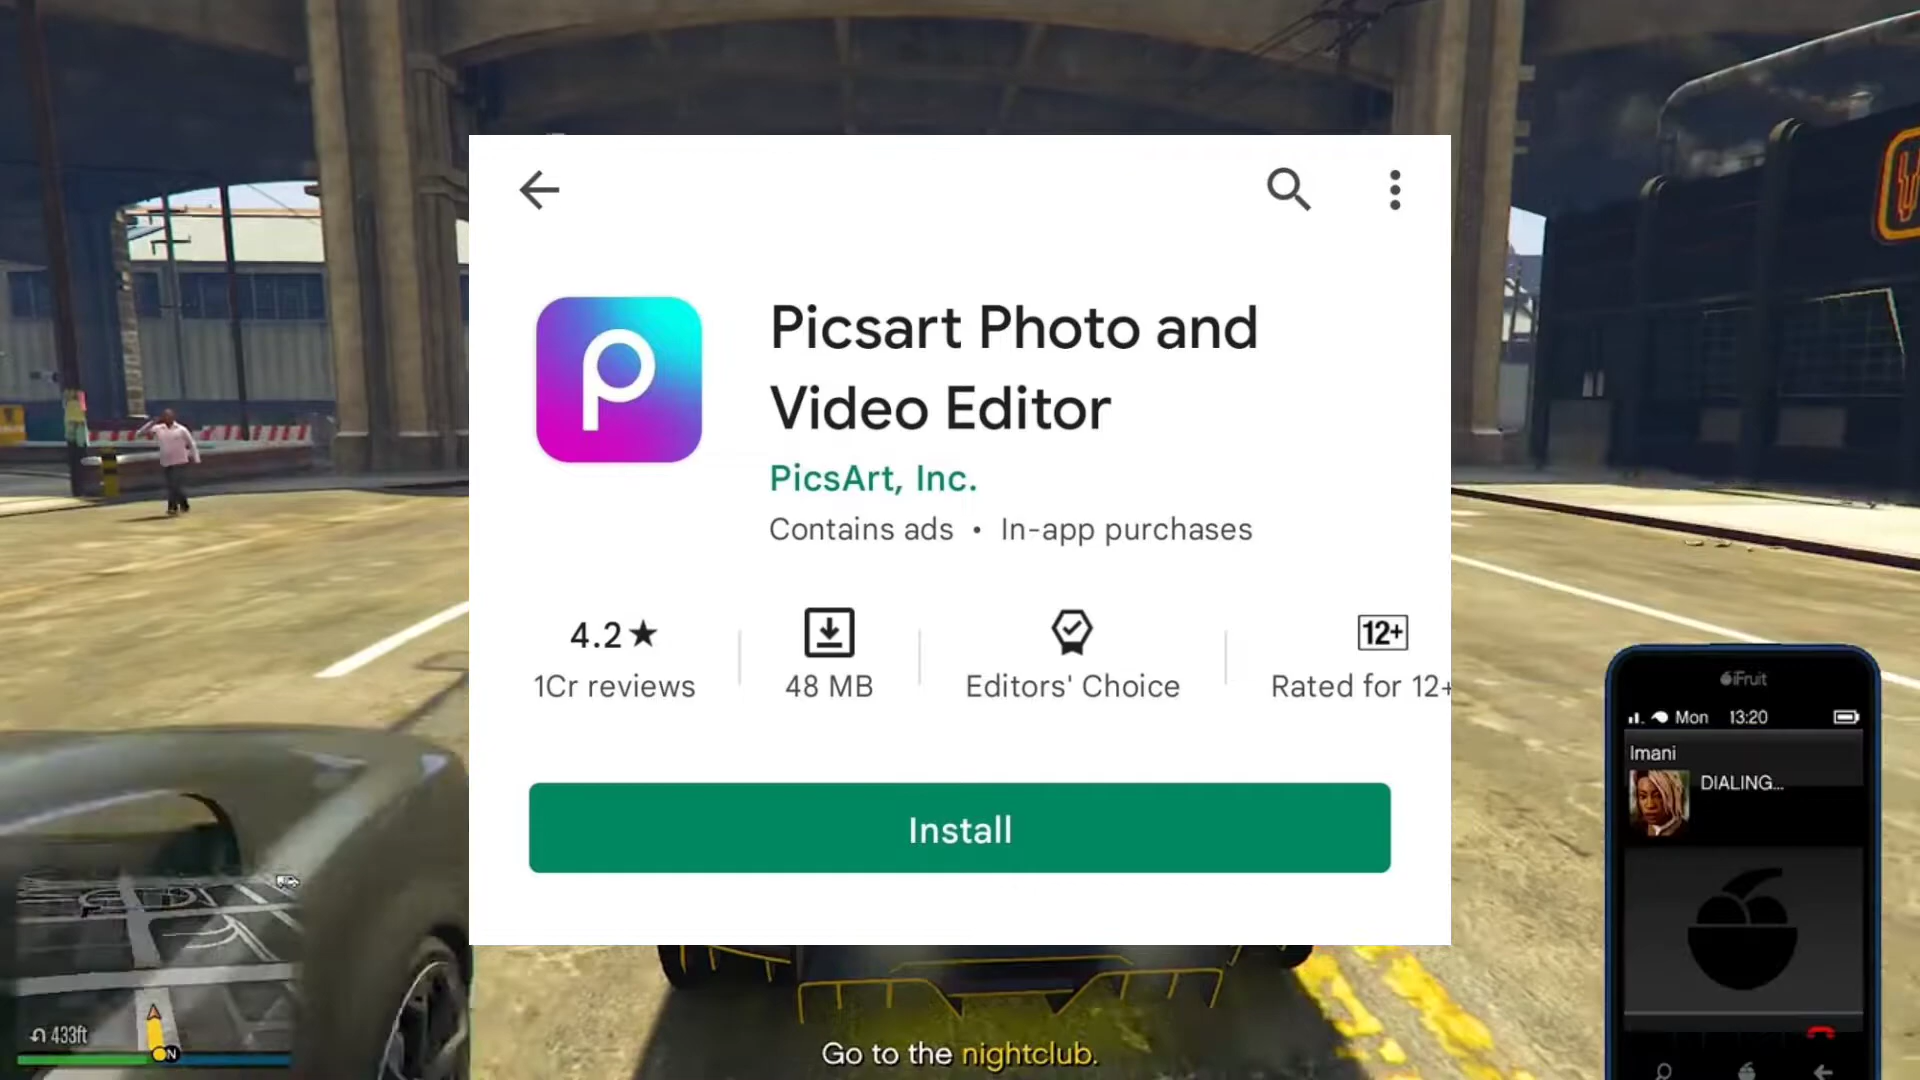 Picsart Photo and
Video Editor
PicsArt, Inc.
Contains ads • In-app purchases
4.2★
1Cr reviews
48 MB
Editors' Choice
12+
Rated for 12+
Install
iFruit
Mon 13:20
Imani
DIALING...
433ft
N
Go to the nightclub.